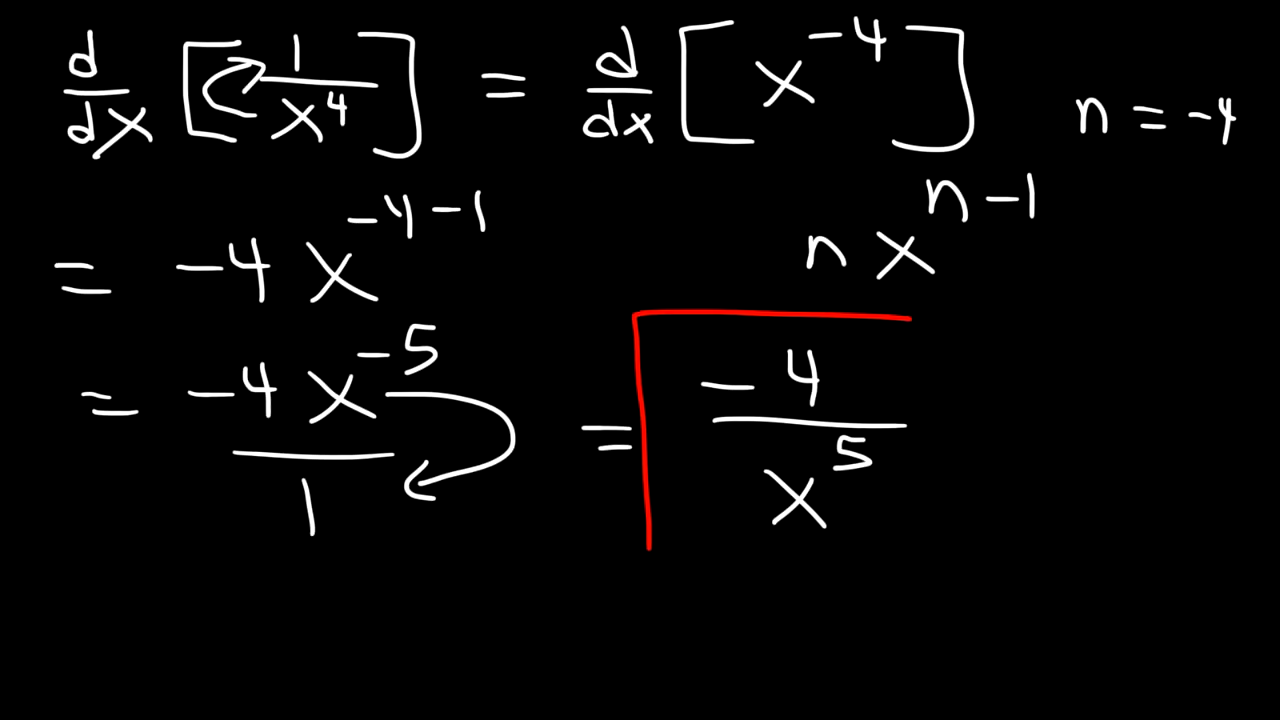 d/dx [1/x⁴] = d/dx [x⁻⁴] n = -4
= -4x⁻⁴⁻¹ nxⁿ⁻¹
= -4x⁻⁵/1 = -4/x⁵